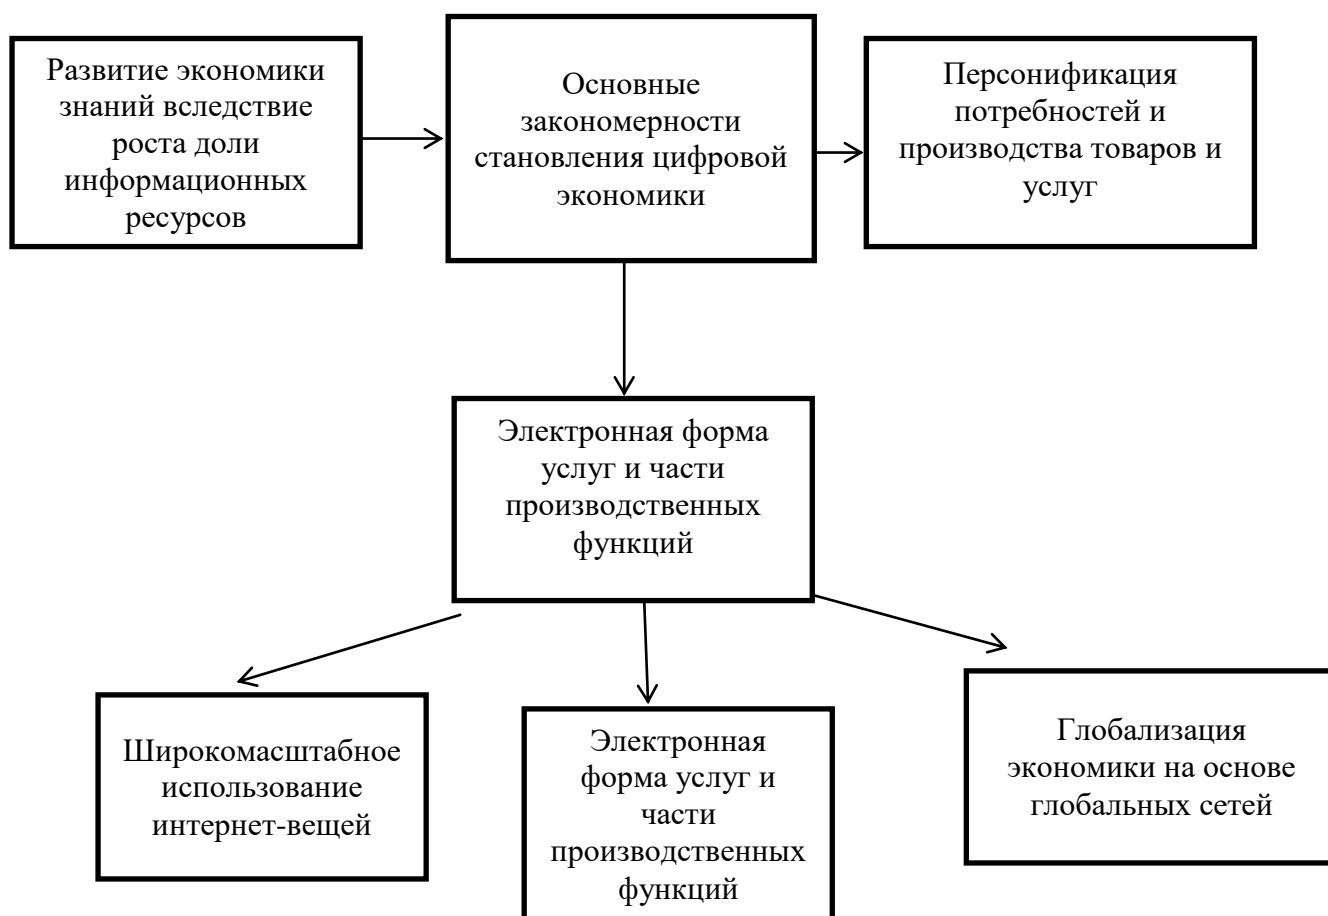 Развитие экономики
знаний вследствие
роста доли
информационных
ресурсов
Основные
закономерности
становления цифровой
экономики
Персонификация
потребностей и
производства товаров и
услуг
Электронная форма
услуг и части
производственных
функций
Широкомасштабное
использование
интернет-вещей
Электронная
форма услуг и
части
производственных
функций
Глобализация
экономики на основе
глобальных сетей